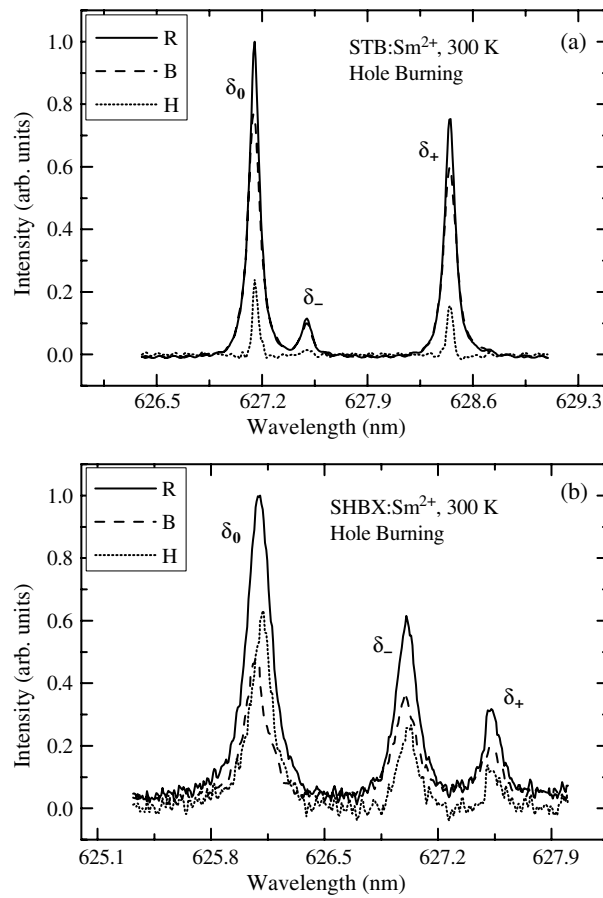 R
B
H
STB:Sm²⁺, 300 K
Hole Burning
(a)
δ₀
δ₋
δ₊
Intensity (arb. units)
1.0
0.8
0.6
0.4
0.2
0.0
626.5 627.2 627.9 628.6 629.3
Wavelength (nm)
R
B
H
SHBX:Sm²⁺, 300 K
Hole Burning
(b)
δ₀
δ₋
δ₊
Intensity (arb. units)
1.0
0.8
0.6
0.4
0.2
0.0
625.1 625.8 626.5 627.2 627.9
Wavelength (nm)